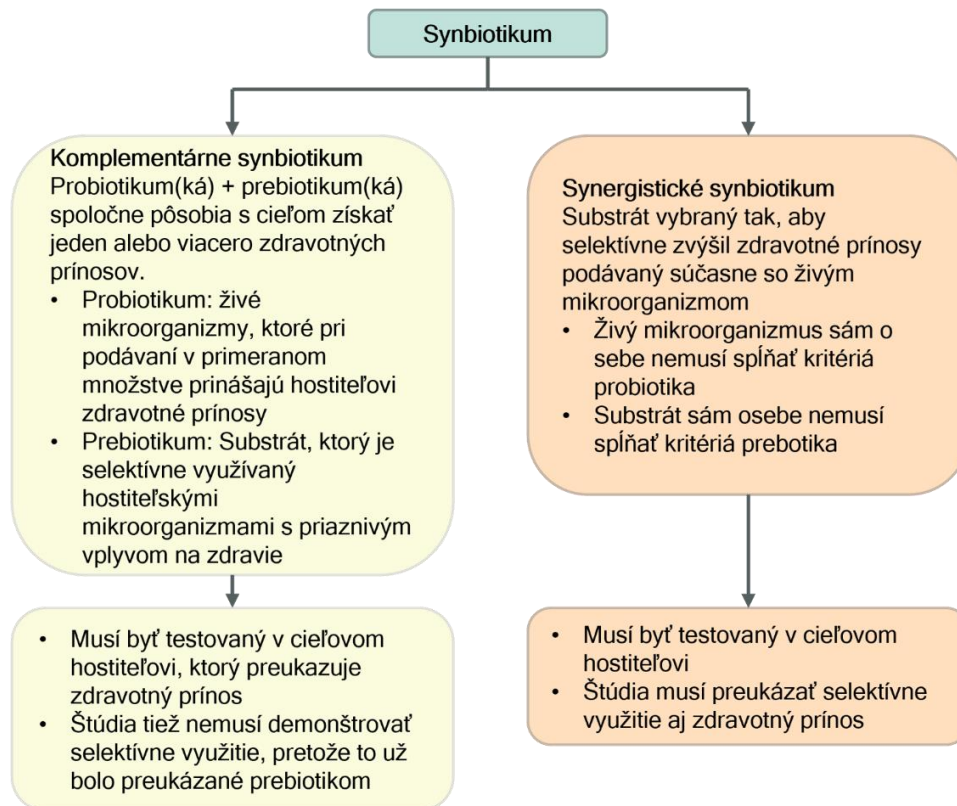 Synbiotikum
Komplementárne synbiotikum
Probiotikum(ká) + prebiotikum(ká)
spoločne pôsobia s cieľom získať
jeden alebo viacero zdravotných
prínosov.
• Probiotikum: živé
mikroorganizmy, ktoré pri
podávaní v primeranom
množstve prinášajú hostiteľovi
zdravotné prínosy
• Prebiotikum: Substrát, ktorý je
selektívne využívaný
hostiteľskými
mikroorganizmami s priaznivým
vplyvom na zdravie
Synergistické synbiotikum
Substrát vybraný tak, aby
selektívne zvýšil zdravotné prínosy
podávaný súčasne so živým
mikroorganizmom
• Živý mikroorganizmus sám o
sebe nemusí spĺňať kritériá
probiotika
• Substrát sám osebe nemusí
spĺňať kritériá prebotika
• Musí byť testovaný v cieľovom
hostiteľovi, ktorý preukazuje
zdravotný prínos
• Štúdia tiež nemusí demonštrovať
selektívne využitie, pretože to už
bolo preukázané prebiotikom
• Musí byť testovaný v cieľovom
hostiteľovi
• Štúdia musí preukázať selektívne
využitie aj zdravotný prínos